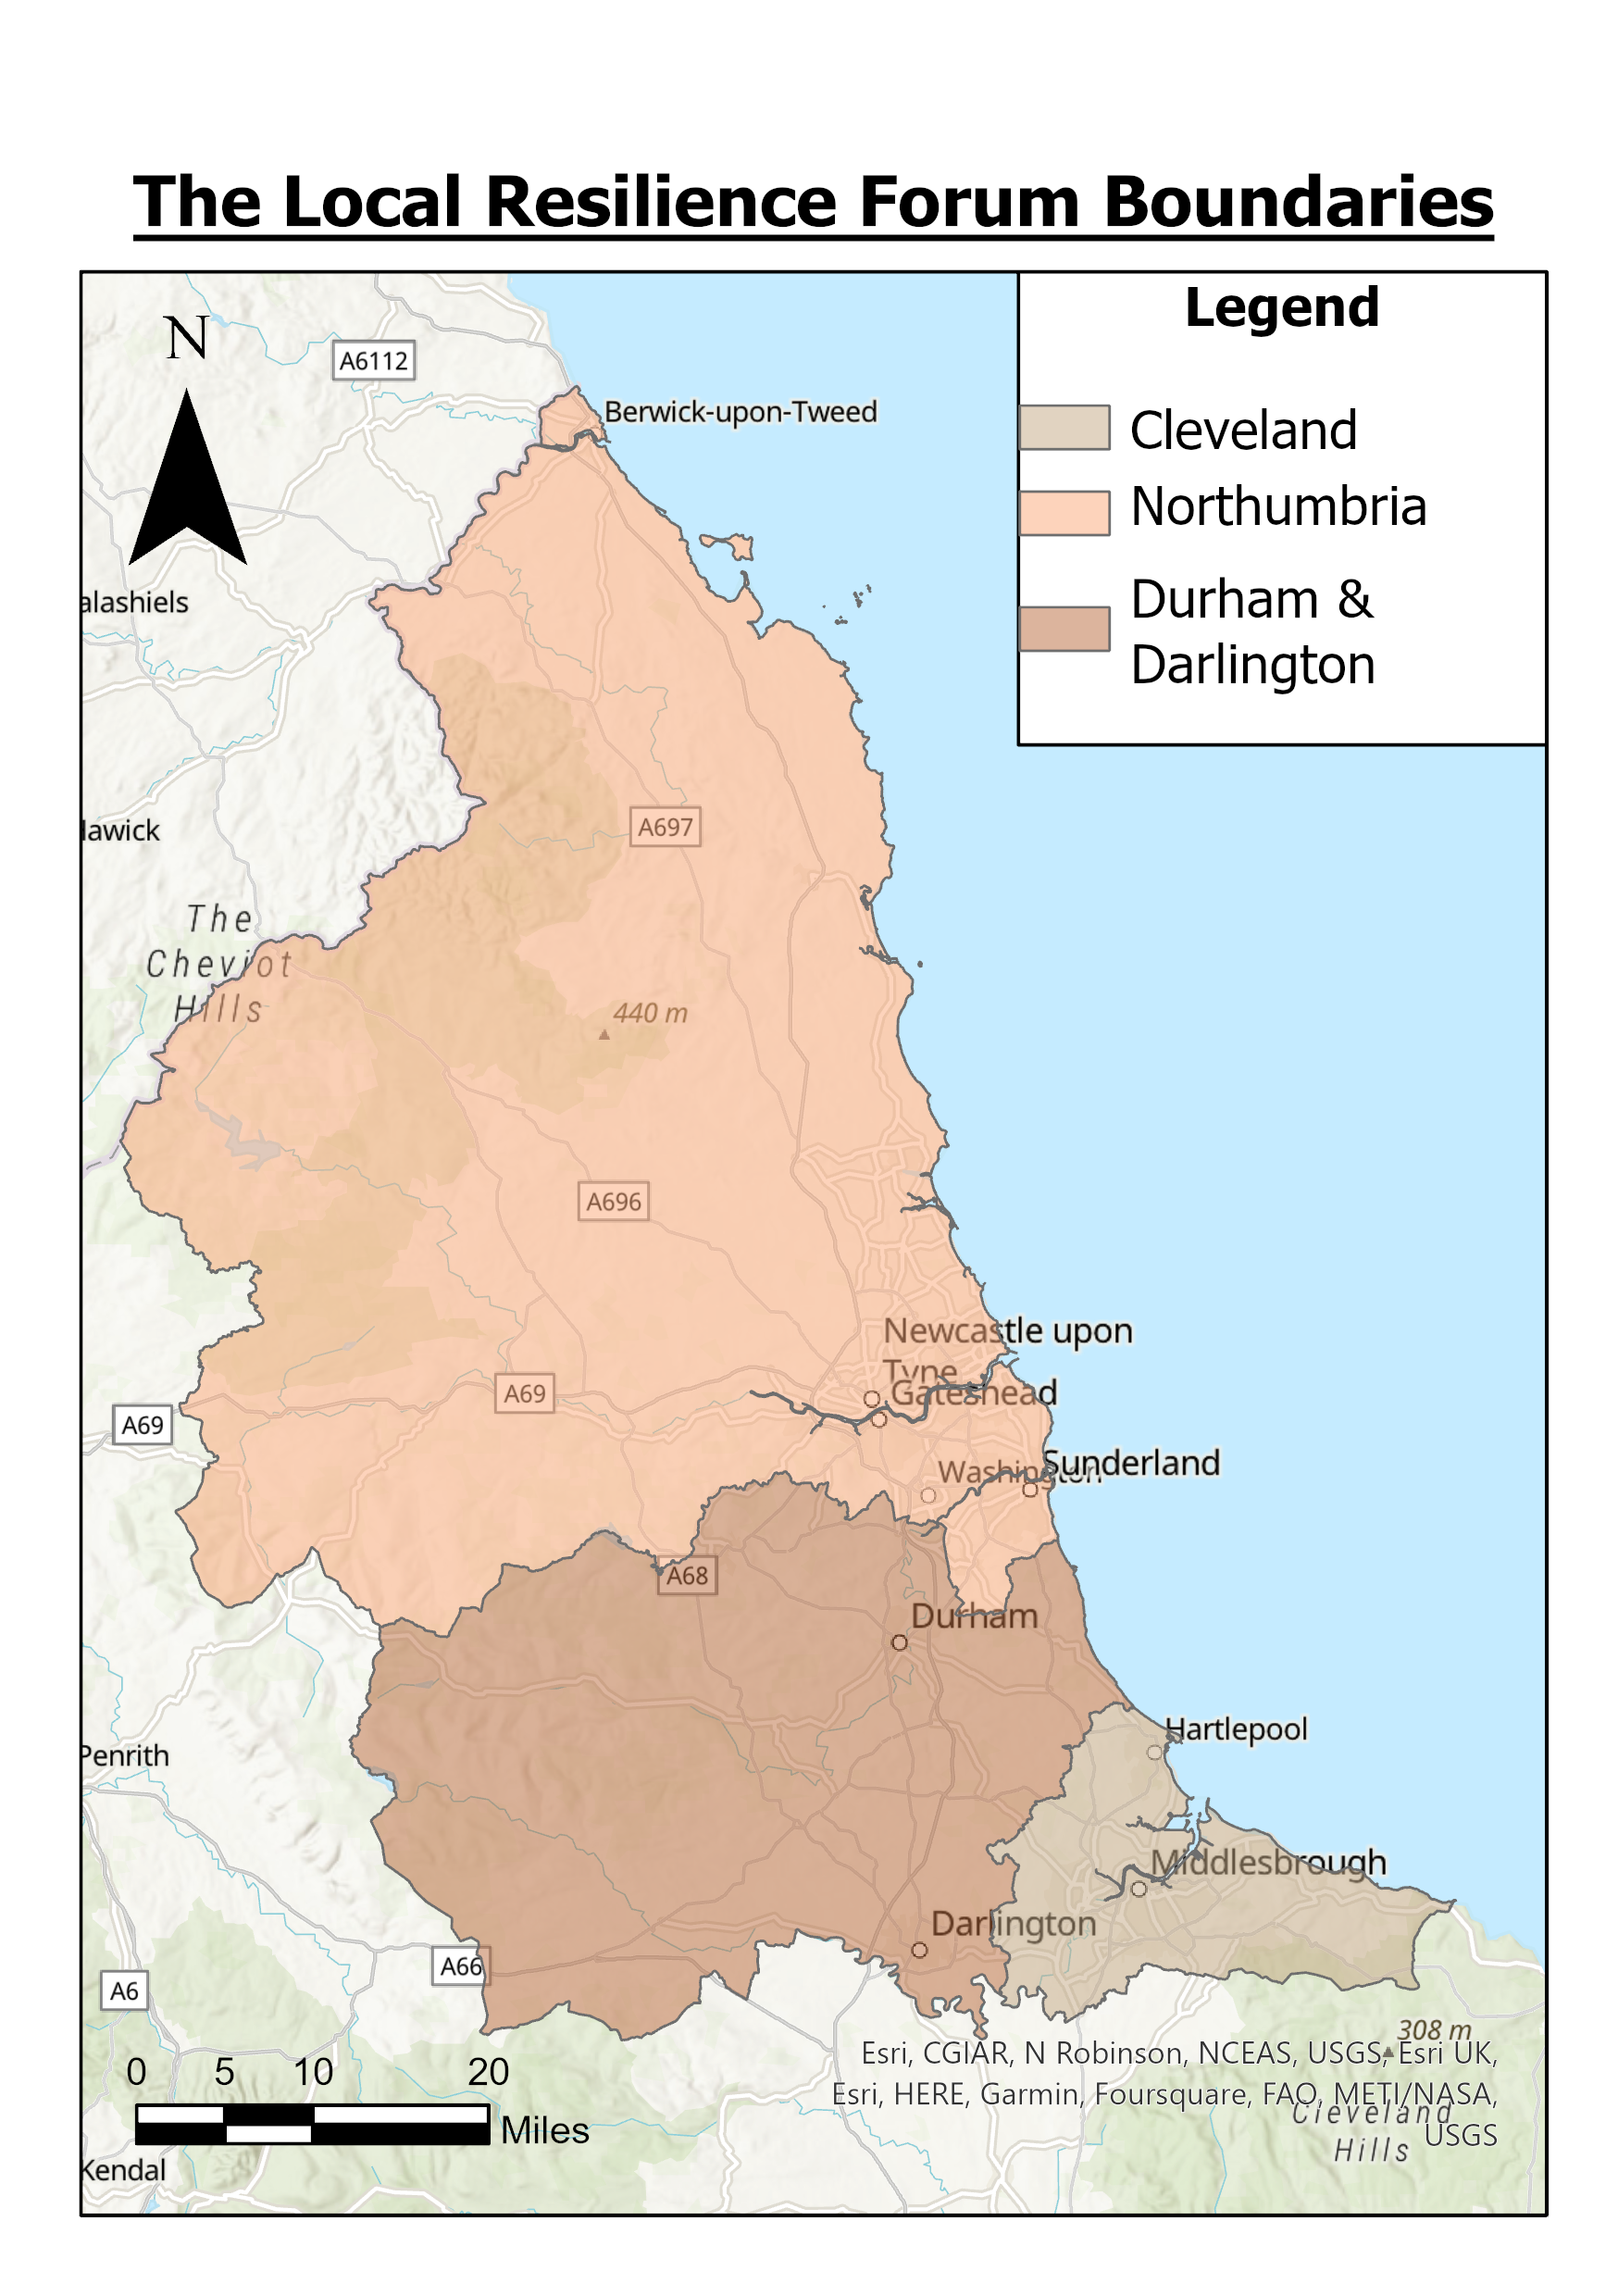 The Local Resilience Forum Boundaries
Legend
Cleveland
Northumbria
Durham &
Darlington
N
A6112
Berwick-upon-Tweed
alashiels
A697
awick
The
Cheviot
Hills
440 m
A696
Newcastle upon
Tyne
Gateshead
A69
A69
Washington
Sunderland
A68
Durham
Hartlepool
Penrith
Middlesbrough
Darlington
A66
A6
308 m
Esri, CGIAR, N Robinson, NCEAS, USGS, Esri UK,
Esri, HERE, Garmin, Foursquare, FAO, METI/NASA,
USGS
Cleveland
Hills
0 5 10 20
Miles
Kendal